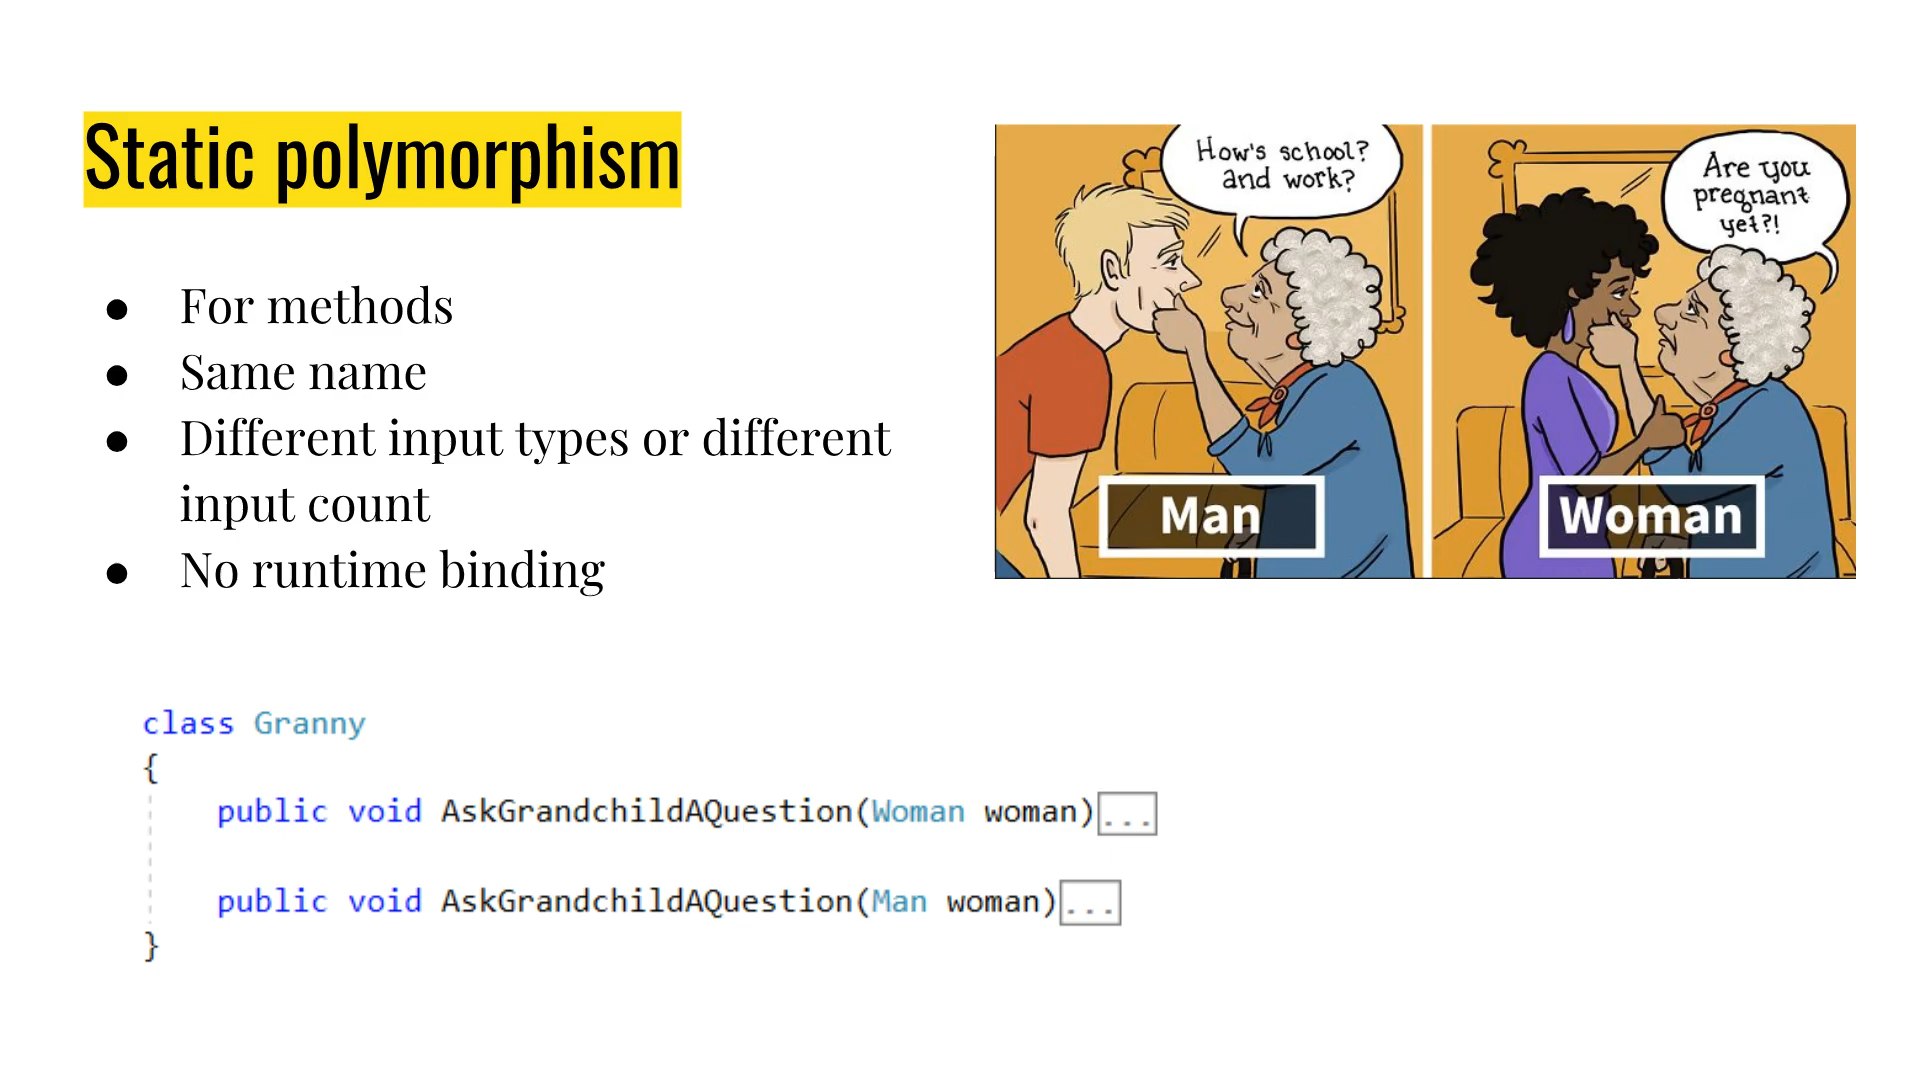 Static polymorphism
● For methods
● Same name
● Different input types or different
input count
● No runtime binding
How's school?
and work?
Man
Are you
pregnant
yet?!
Woman
class Granny
{
public void AskGrandchildAQuestion(Woman woman)...
public void AskGrandchildAQuestion(Man woman)...
}